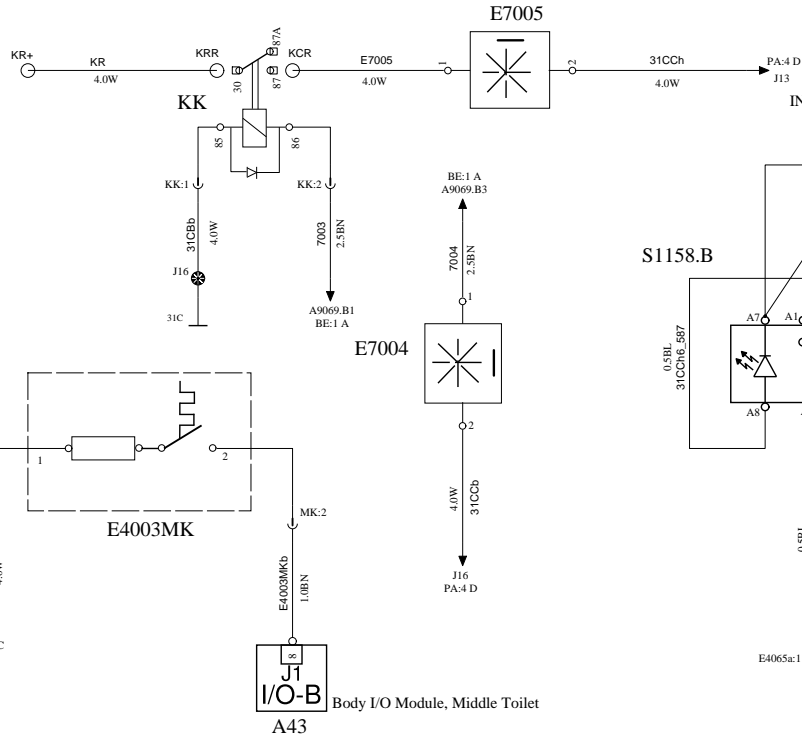 E7005
KR+
KR
4.0W
KRR
87A
30
87
KCR
E7005
4.0W
1
2
31CCh
4.0W
PA:4 D
J13
KK
85
86
KK:1
KK:2
31CBb
4.0W
7003
2.5BN
J16
31C
A9069.B1
BE:1 A
BE:1 A
A9069.B3
7004
2.5BN
1
E7004
2
4.0W
31CCb
J16
PA:4 D
S1158.B
A7
A1
0.5BL
31CCh6_587
A8
1
2
E4003MK
MK:2
E4003MKb
1.0BN
8
J1
I/O-B
Body I/O Module, Middle Toilet
A43
E4065a:1